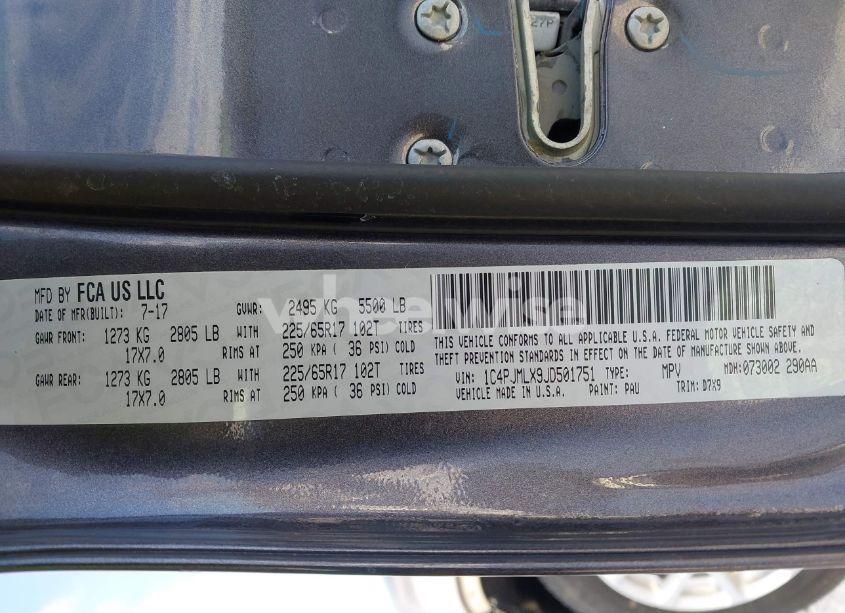 27P
MFD BY FCA US LLC
DATE OF MFR(BUILT): 7-17 GVWR: 2495 KG 5500 LB
GAWR FRONT: 1273 KG 2805 LB WITH 225/65R17 102T TIRES
17X7.0 RIMS AT 250 KPA ( 36 PSI) COLD
GAWR REAR: 1273 KG 2805 LB WITH 225/65R17 102T TIRES
17X7.0 RIMS AT 250 KPA ( 36 PSI) COLD
THIS VEHICLE CONFORMS TO ALL APPLICABLE U.S.A. FEDERAL MOTOR VEHICLE SAFETY AND
THEFT PREVENTION STANDARDS IN EFFECT ON THE DATE OF MANUFACTURE SHOWN ABOVE.
VIN: 1C4PJMLX9JD501751 TYPE: MPV MDH: 073002 290AA
VEHICLE MADE IN U.S.A. PAINT: PAU TRIM: D7X9
wheelwise